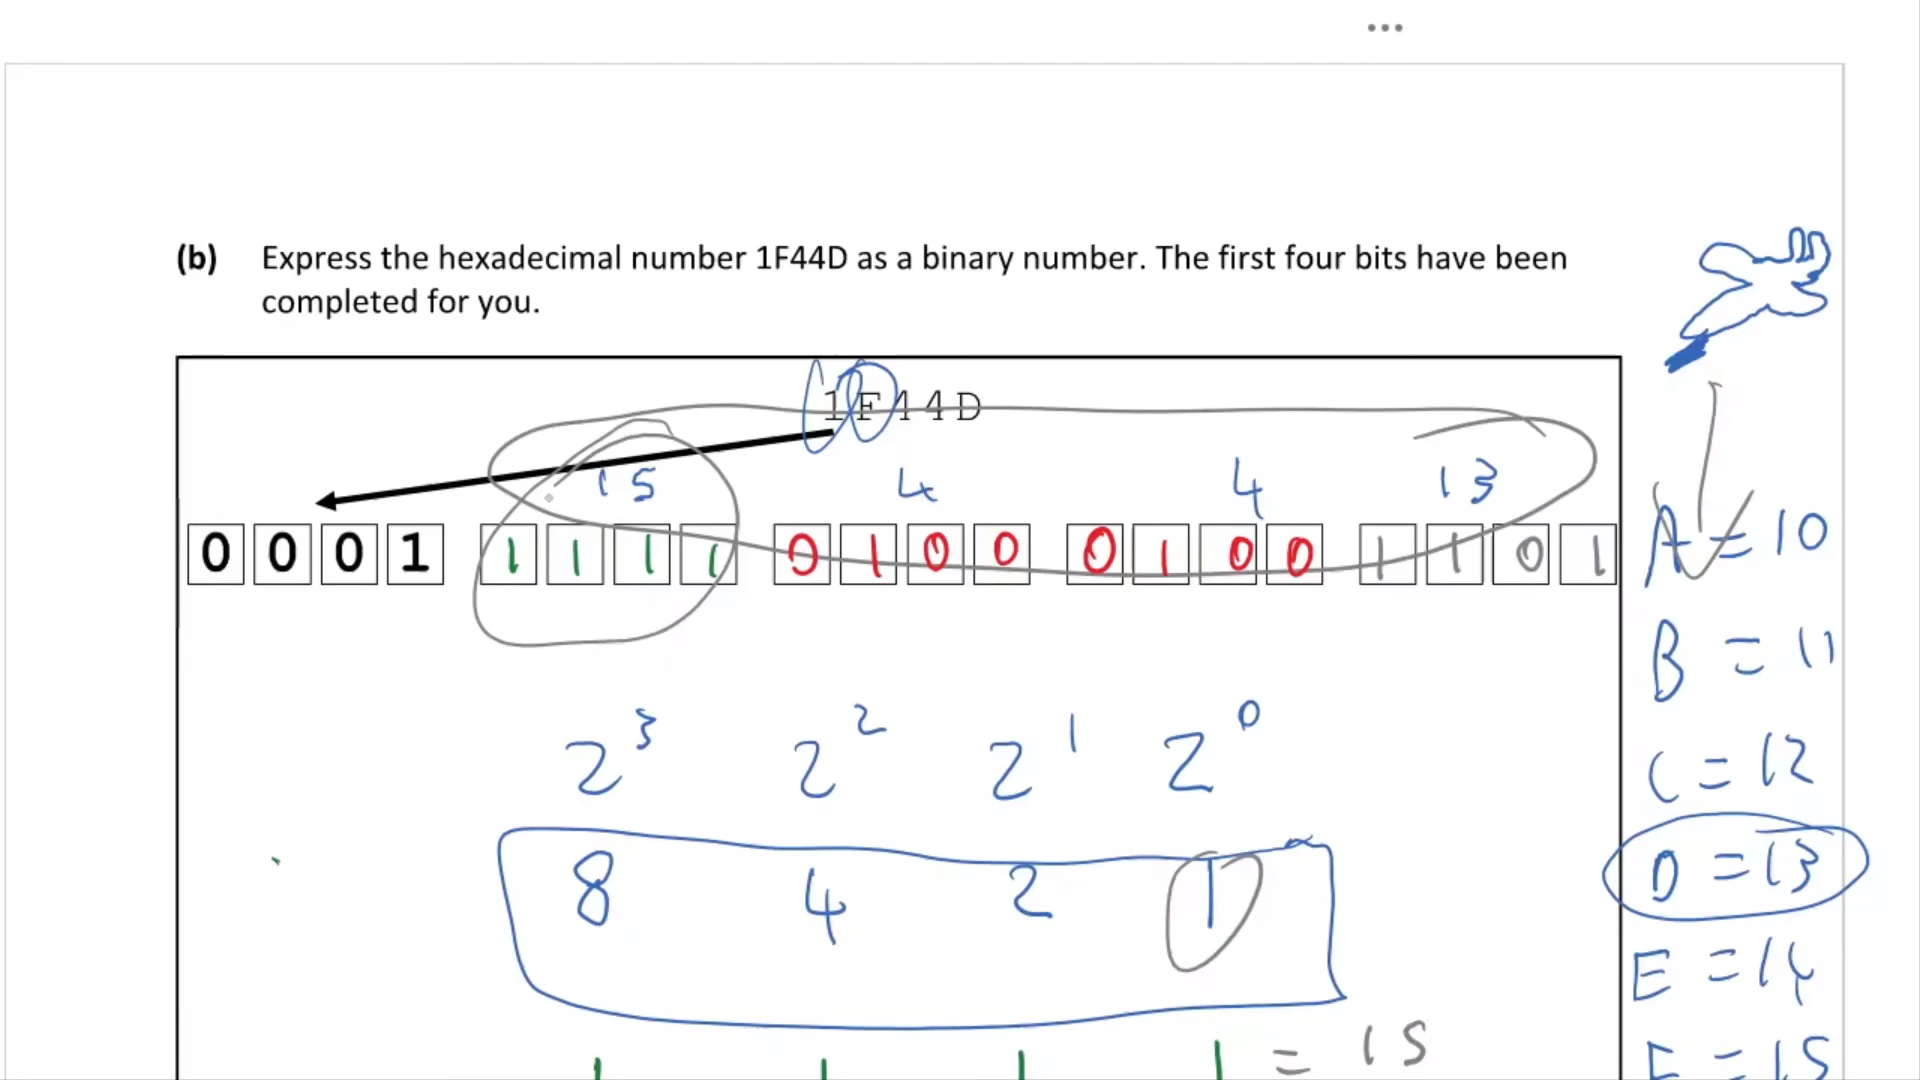 (b) Express the hexadecimal number 1F44D as a binary number. The first four bits have been
completed for you.
1F44D
15 4 4 13
0 0 0 1 1 1 1 1 0 1 0 0 0 1 0 0 1 1 0 1
A = 10
B = 11
2³ 2² 2¹ 2⁰
C = 12
8 4 2 1
D = 13
E = 14
1 1 1 1 = 15
F = 15